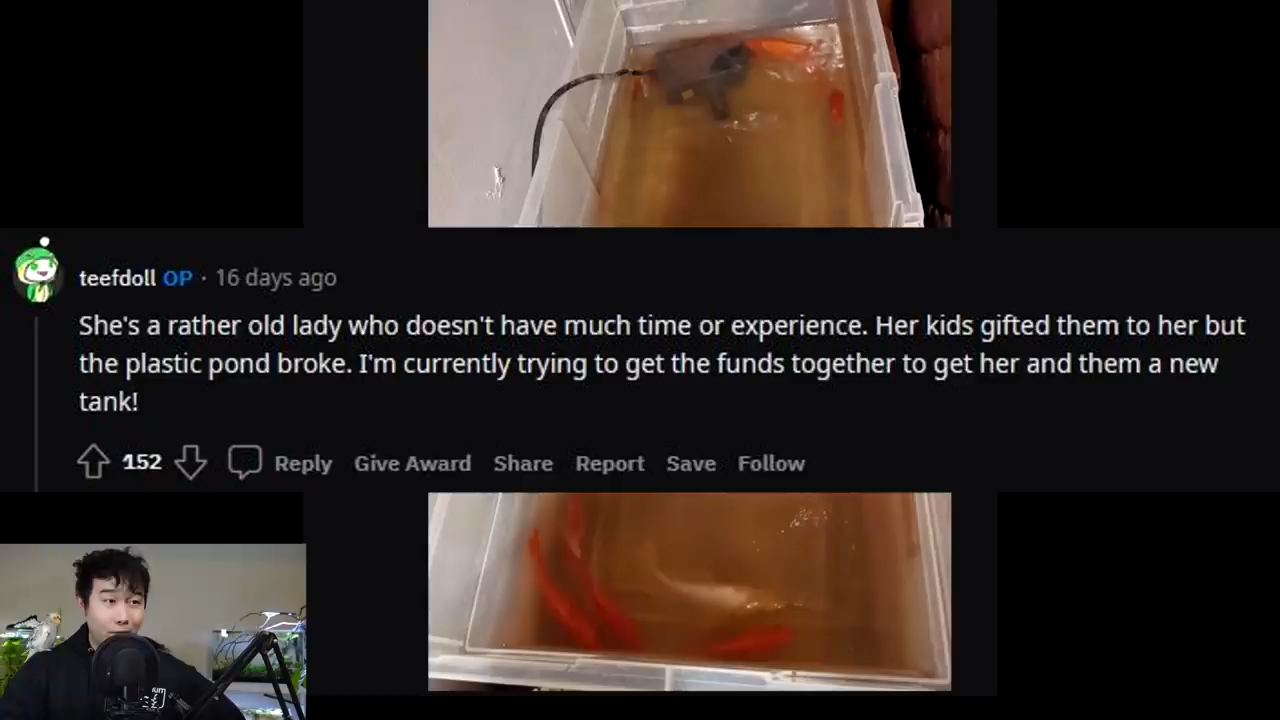 teefdoll OP · 16 days ago
She's a rather old lady who doesn't have much time or experience. Her kids gifted them to her but
the plastic pond broke. I'm currently trying to get the funds together to get her and them a new
tank!
152 Reply Give Award Share Report Save Follow